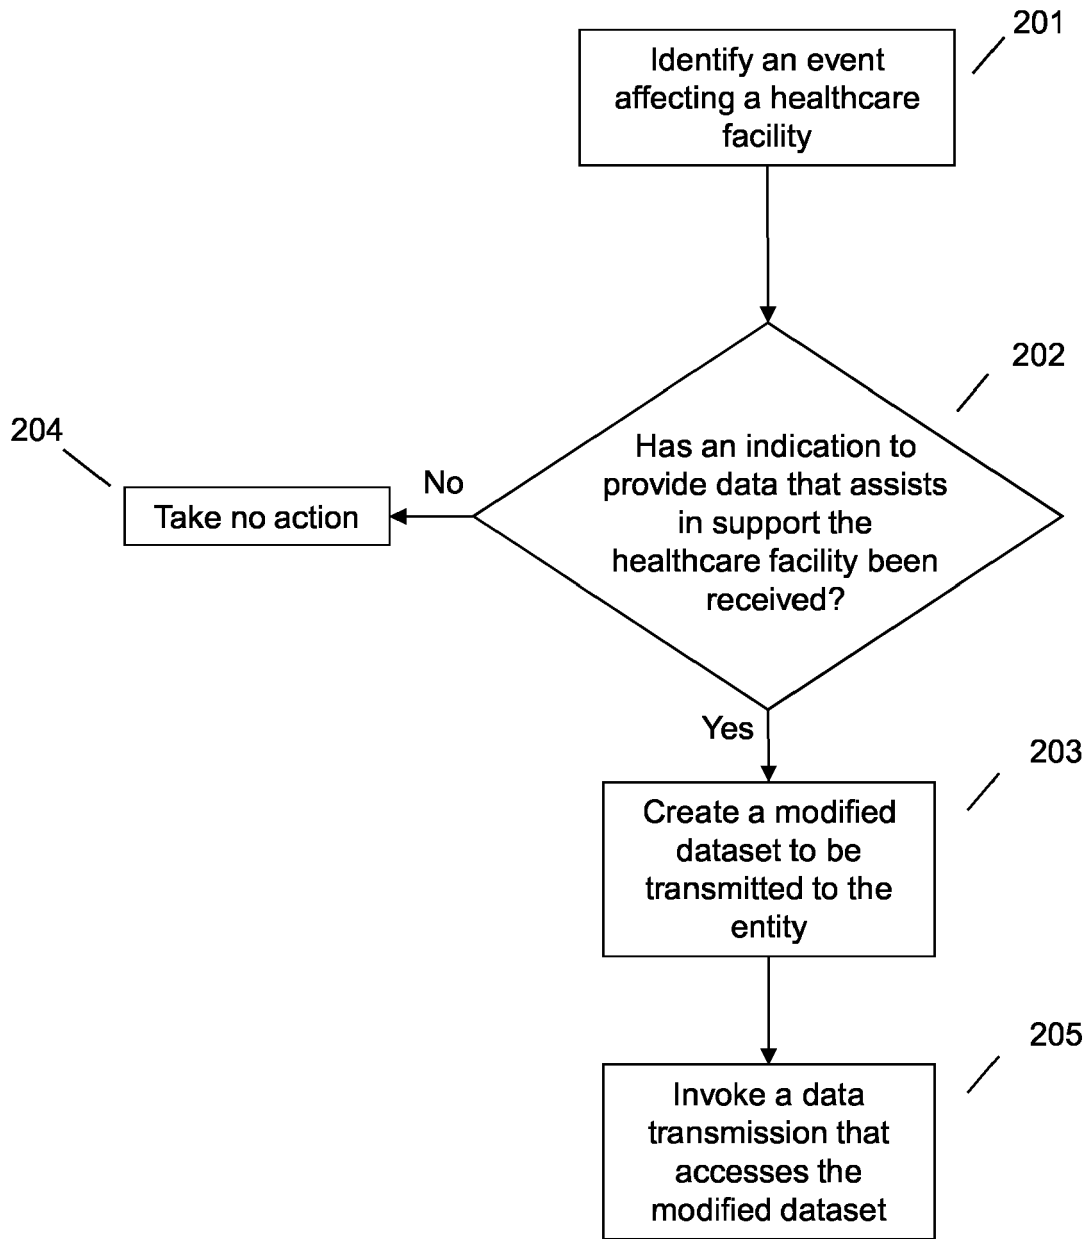 201
Identify an event
affecting a healthcare
facility
202
Has an indication to
provide data that assists
in support the
healthcare facility been
received?
204
No
Take no action
Yes
203
Create a modified
dataset to be
transmitted to the
entity
205
Invoke a data
transmission that
accesses the
modified dataset